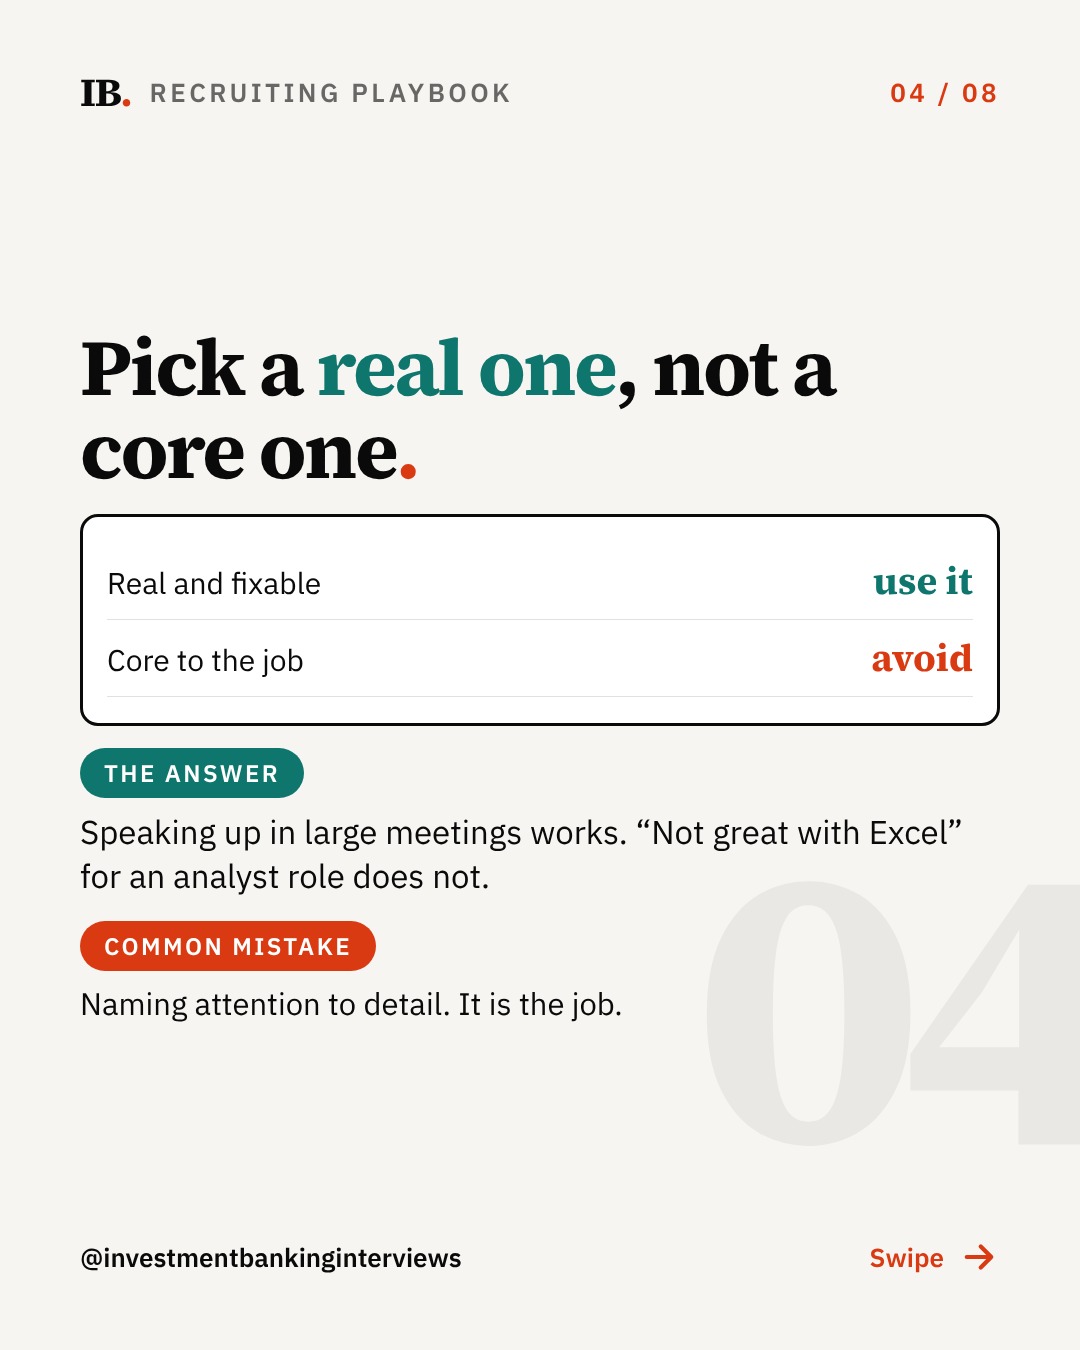 IB. RECRUITING PLAYBOOK
04 / 08
Pick a real one, not a
core one.
Real and fixable
use it
Core to the job
avoid
THE ANSWER
Speaking up in large meetings works. “Not great with Excel”
for an analyst role does not.
COMMON MISTAKE
Naming attention to detail. It is the job.
04
@investmentbankinginterviews
Swipe →